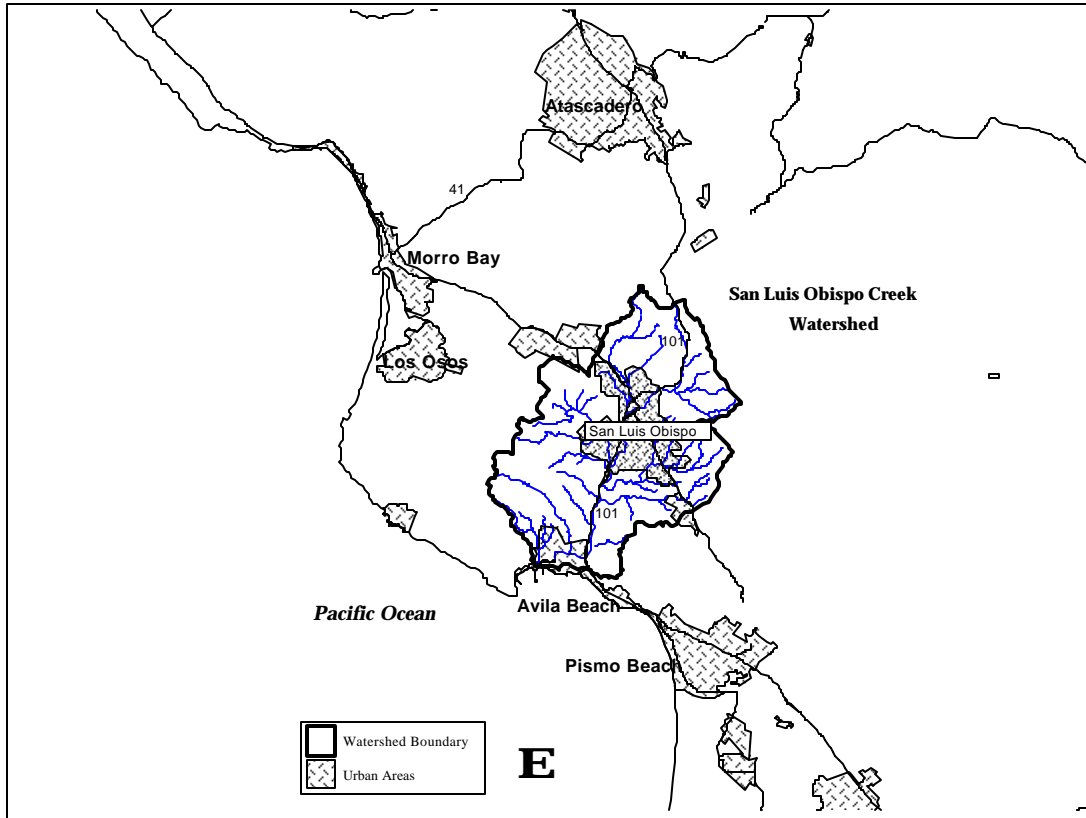 Atascadero
41
Morro Bay
San Luis Obispo Creek
Watershed
101
Los Osos
San Luis Obispo
101
Pacific Ocean
Avila Beach
Pismo Beach
Watershed Boundary
Urban Areas
E